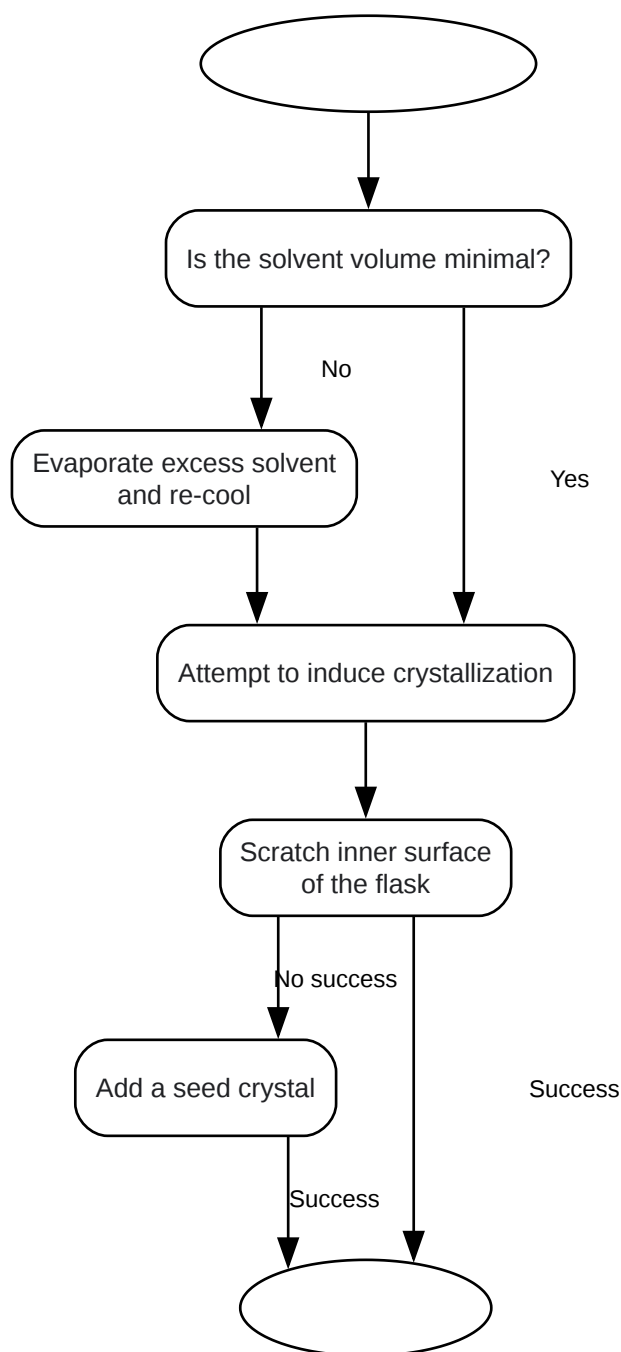 Is the solvent volume minimal?
No
Evaporate excess solvent
and re-cool
Yes
Attempt to induce crystallization
Scratch inner surface
of the flask
No success
Add a seed crystal
Success
Success